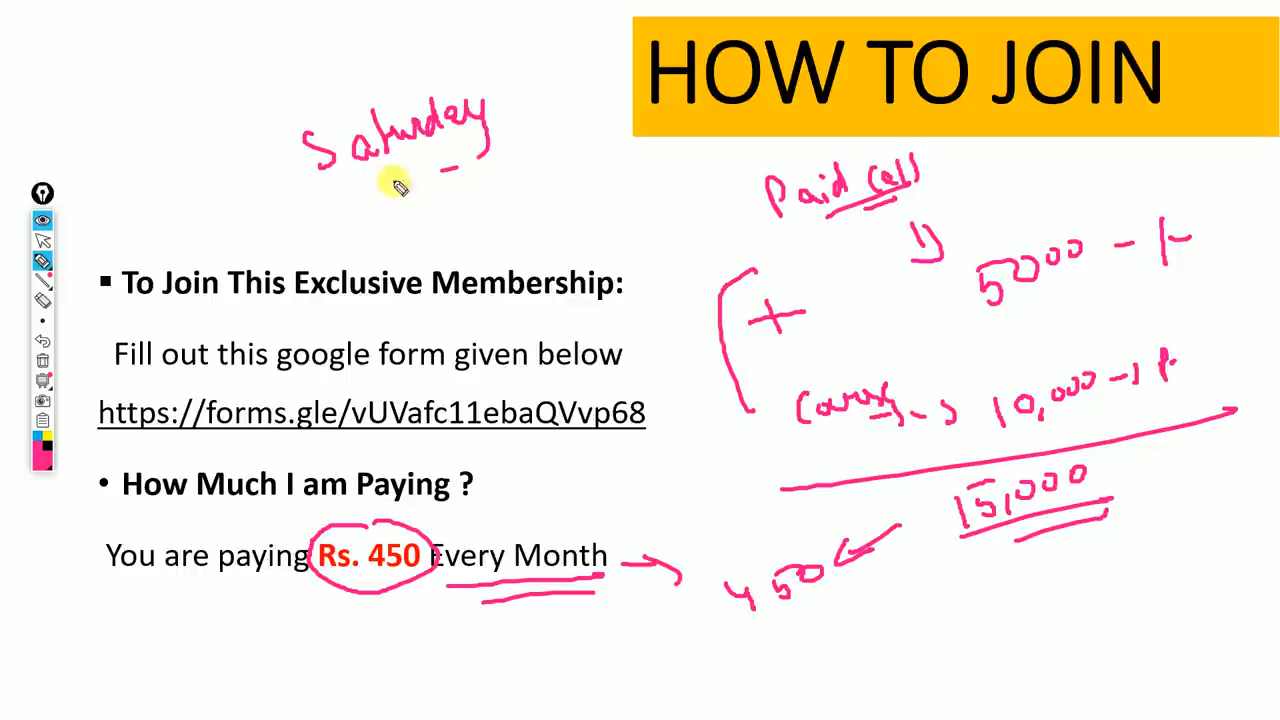 HOW TO JOIN
Saturday
Paid Call
5000 -
To Join This Exclusive Membership:
Fill out this google form given below
https://forms.gle/vUVafc11ebaQVvp68
10,000
How Much I am Paying ?
15,000
You are paying Rs. 450 Every Month
450